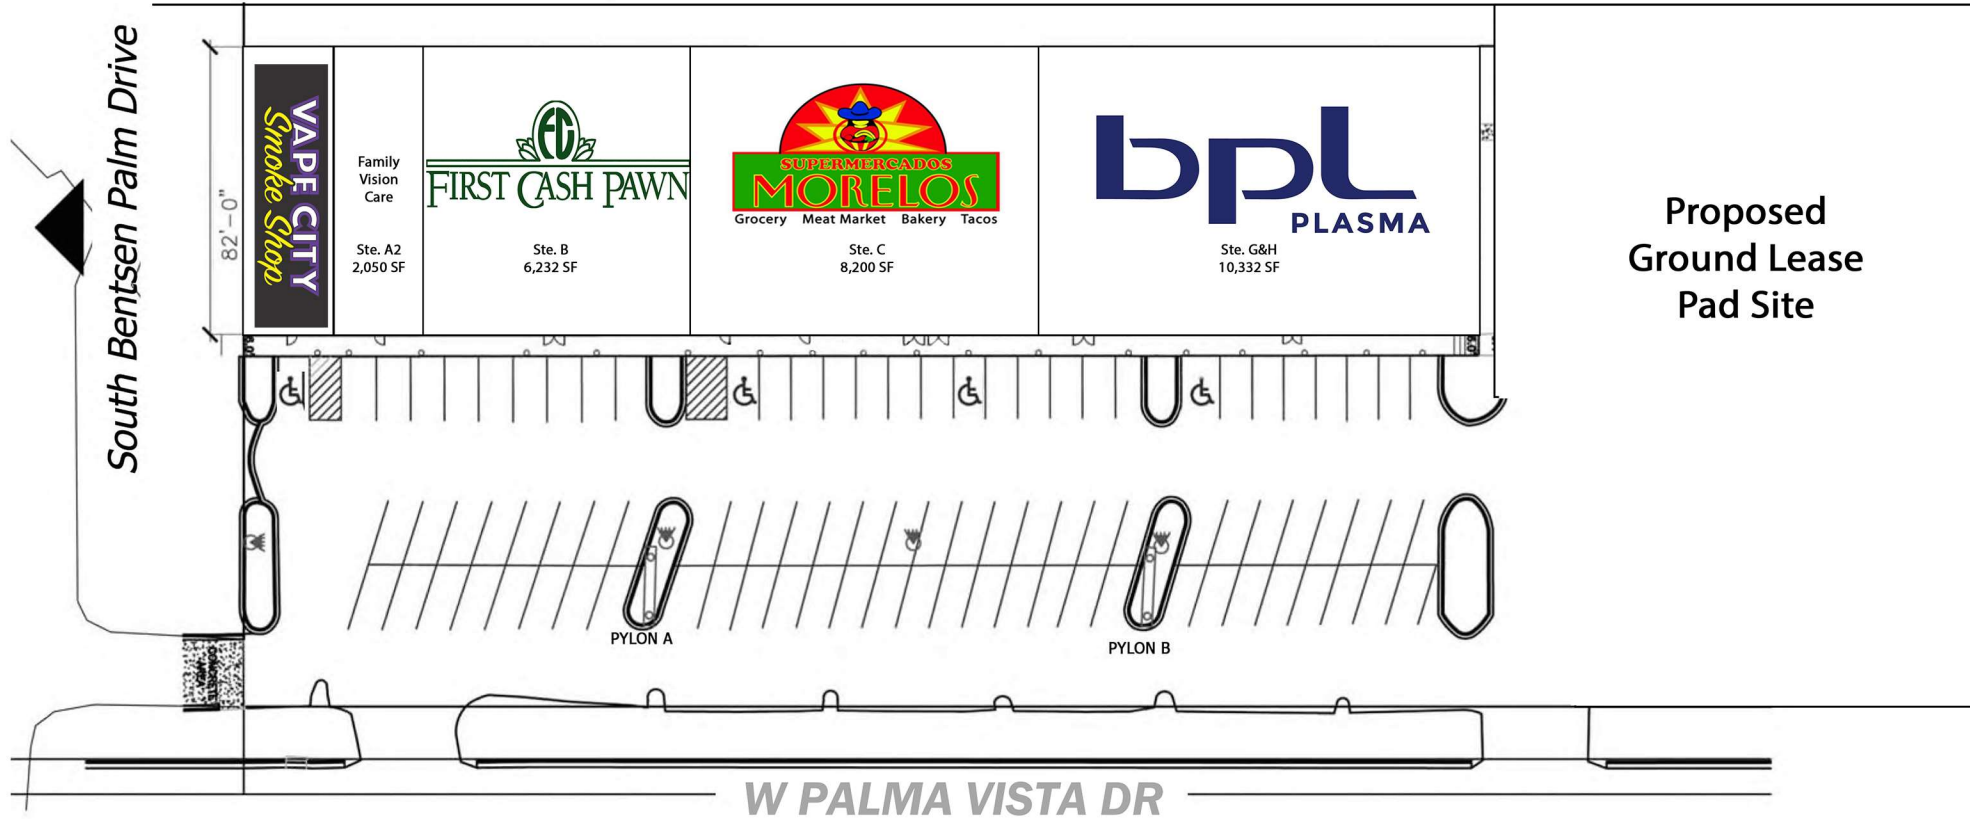 South Bentsen Palm Drive
82'-0"
VAPE CITY
Smoke Shop
Family
Vision
Care
Ste. A2
2,050 SF
FC
FIRST CASH PAWN
Ste. B
6,232 SF
SUPERMERCADOS
MORELOS
Grocery Meat Market Bakery Tacos
Ste. C
8,200 SF
bpl
PLASMA
Ste. G&H
10,332 SF
Proposed
Ground Lease
Pad Site
PYLON A
PYLON B
CONCRETE
AREA
W PALMA VISTA DR